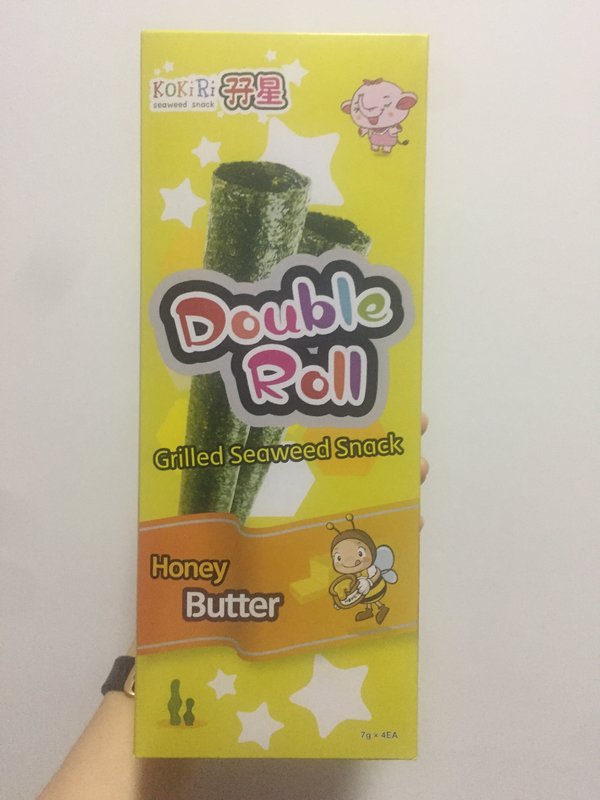 KOKiRi
seaweed snack
孖星
Double
Roll
Grilled Seaweed Snack
Honey
Butter
7g × 4EA